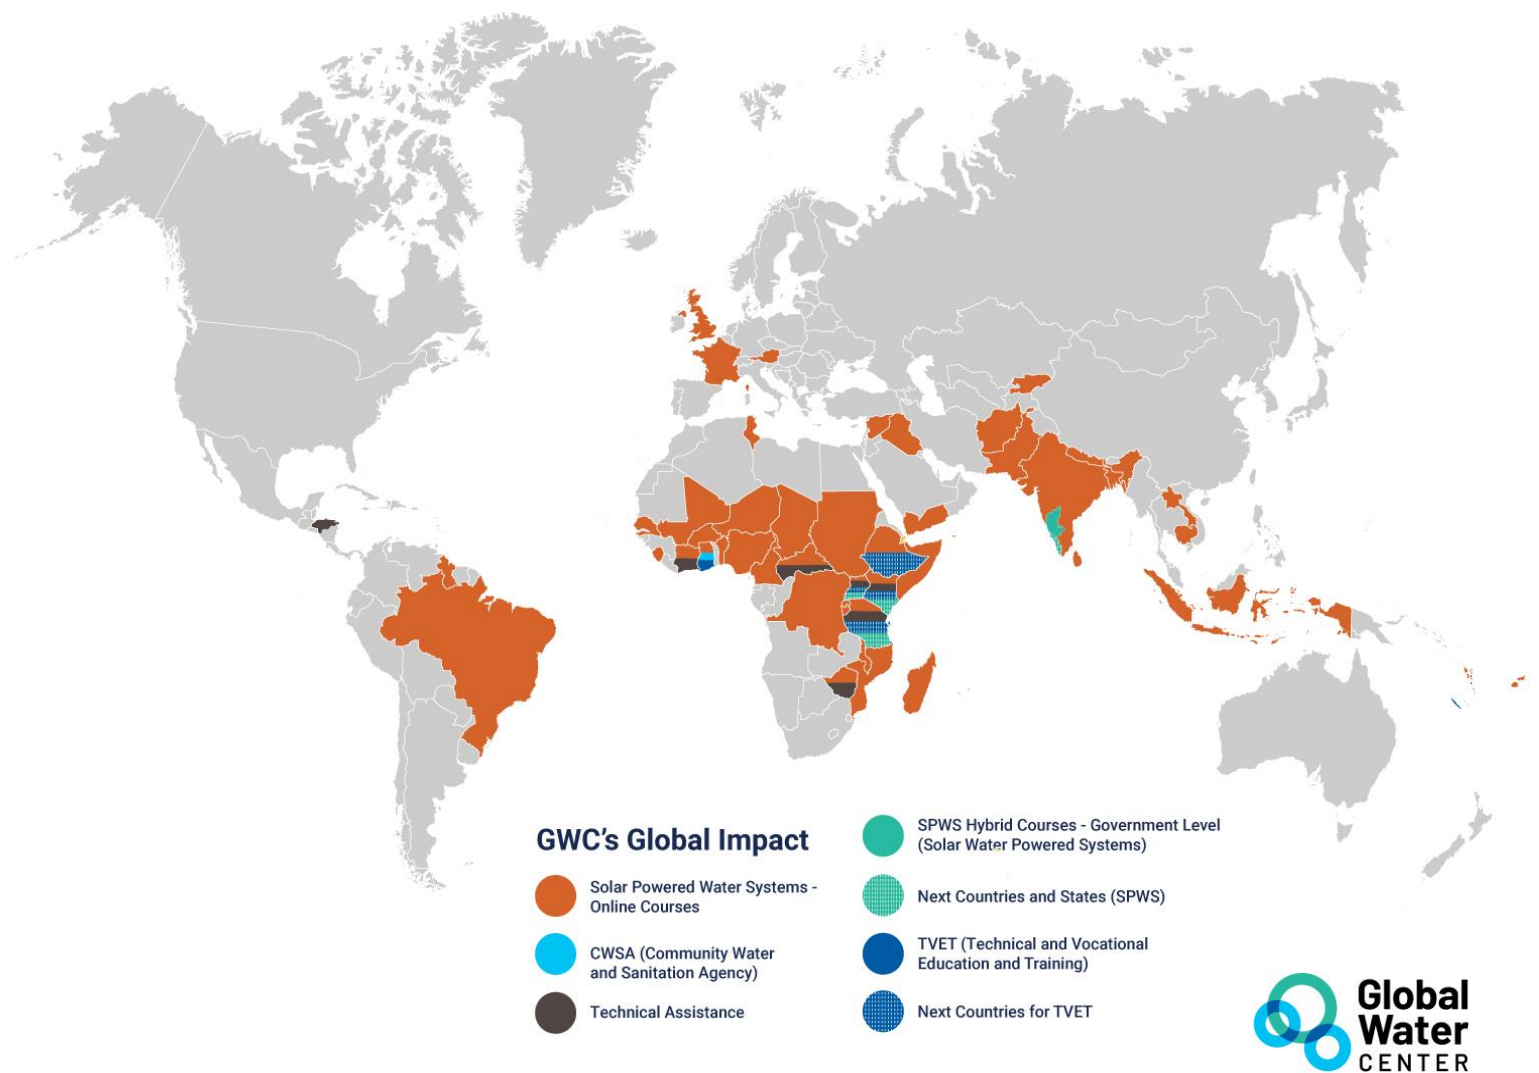 GWC’s Global Impact
Solar Powered Water Systems -
Online Courses
CWSA (Community Water
and Sanitation Agency)
Technical Assistance
SPWS Hybrid Courses - Government Level
(Solar Water Powered Systems)
Next Countries and States (SPWS)
TVET (Technical and Vocational
Education and Training)
Next Countries for TVET
Global
Water
CENTER